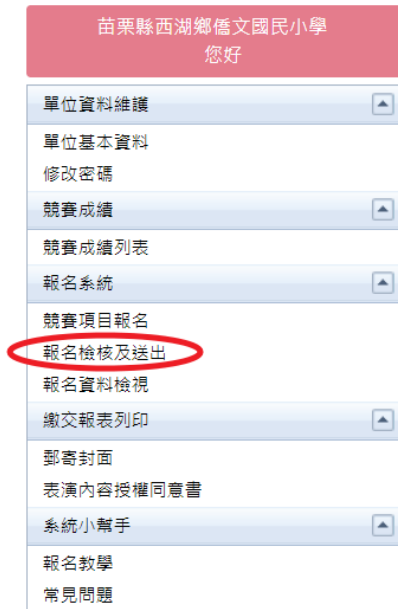 苗栗縣西湖鄉僑文國民小學
您好
單位資料維護
單位基本資料
修改密碼
競賽成績
競賽成績列表
報名系統
競賽項目報名
報名檢核及送出
報名資料檢視
繳交報表列印
郵寄封面
表演內容授權同意書
系統小幫手
報名教學
常見問題